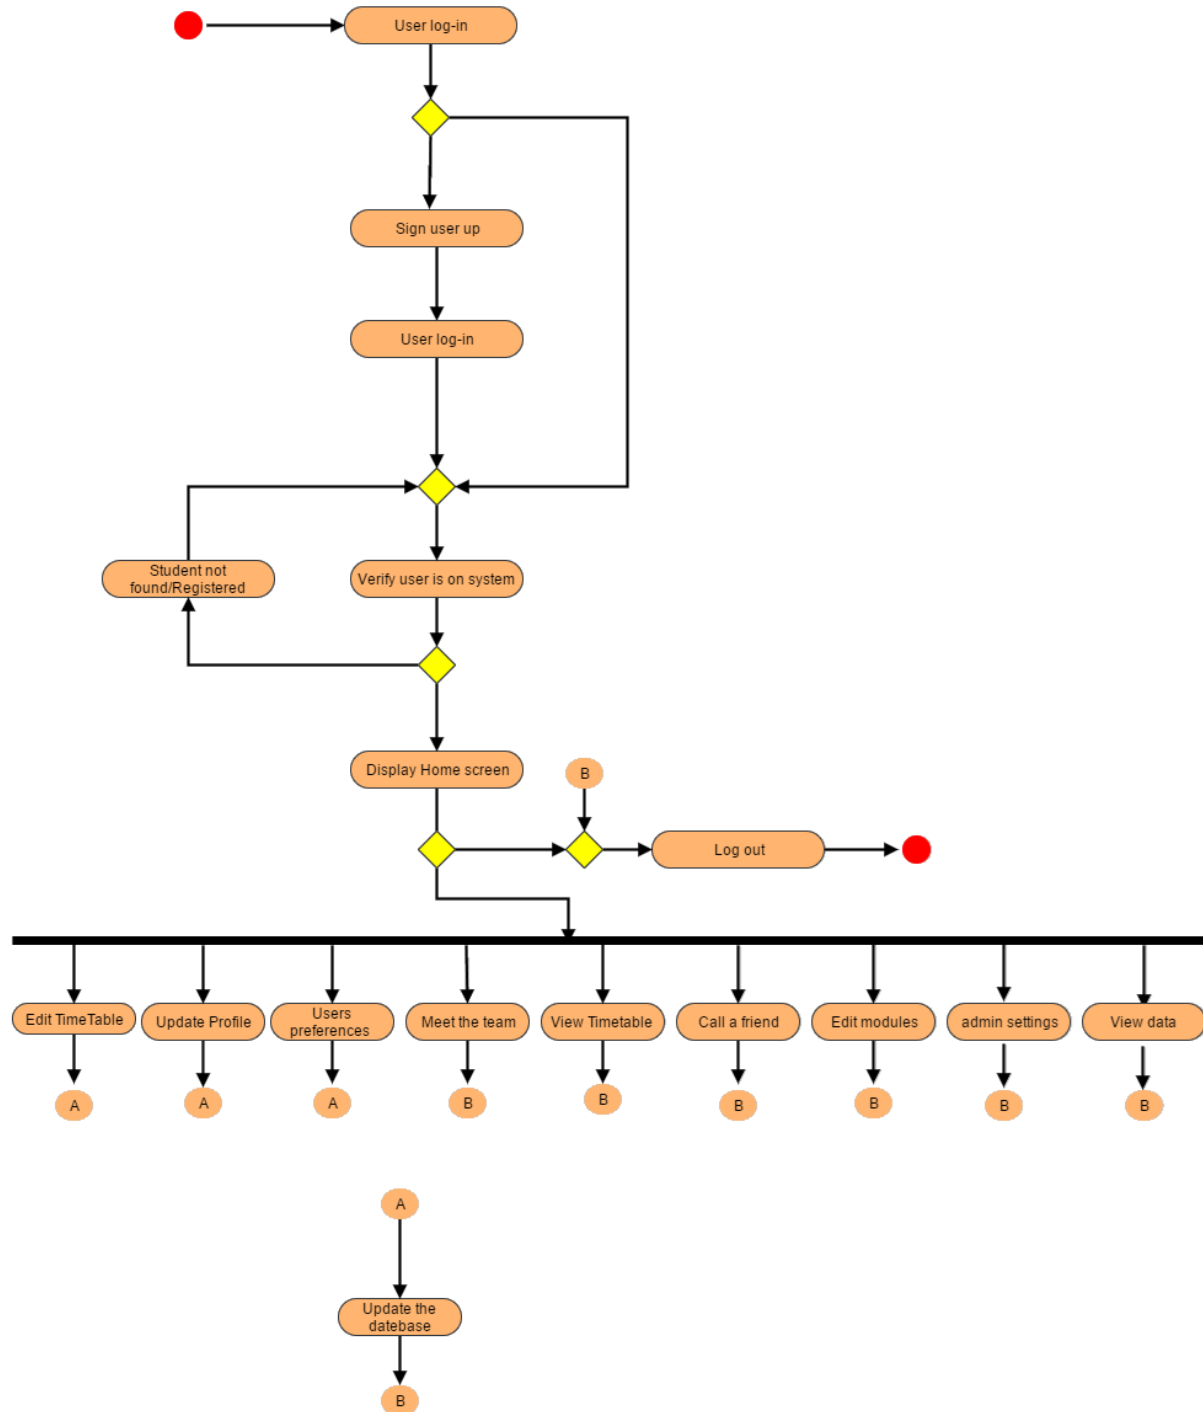 User log-in
Sign user up
User log-in
Student not
found/Registered
Verify user is on system
Display Home screen
B
Log out
Edit TimeTable
Update Profile
Users
preferences
Meet the team
View Timetable
Call a friend
Edit modules
admin settings
View data
A
A
A
B
B
B
B
B
B
A
Update the
datebase
B